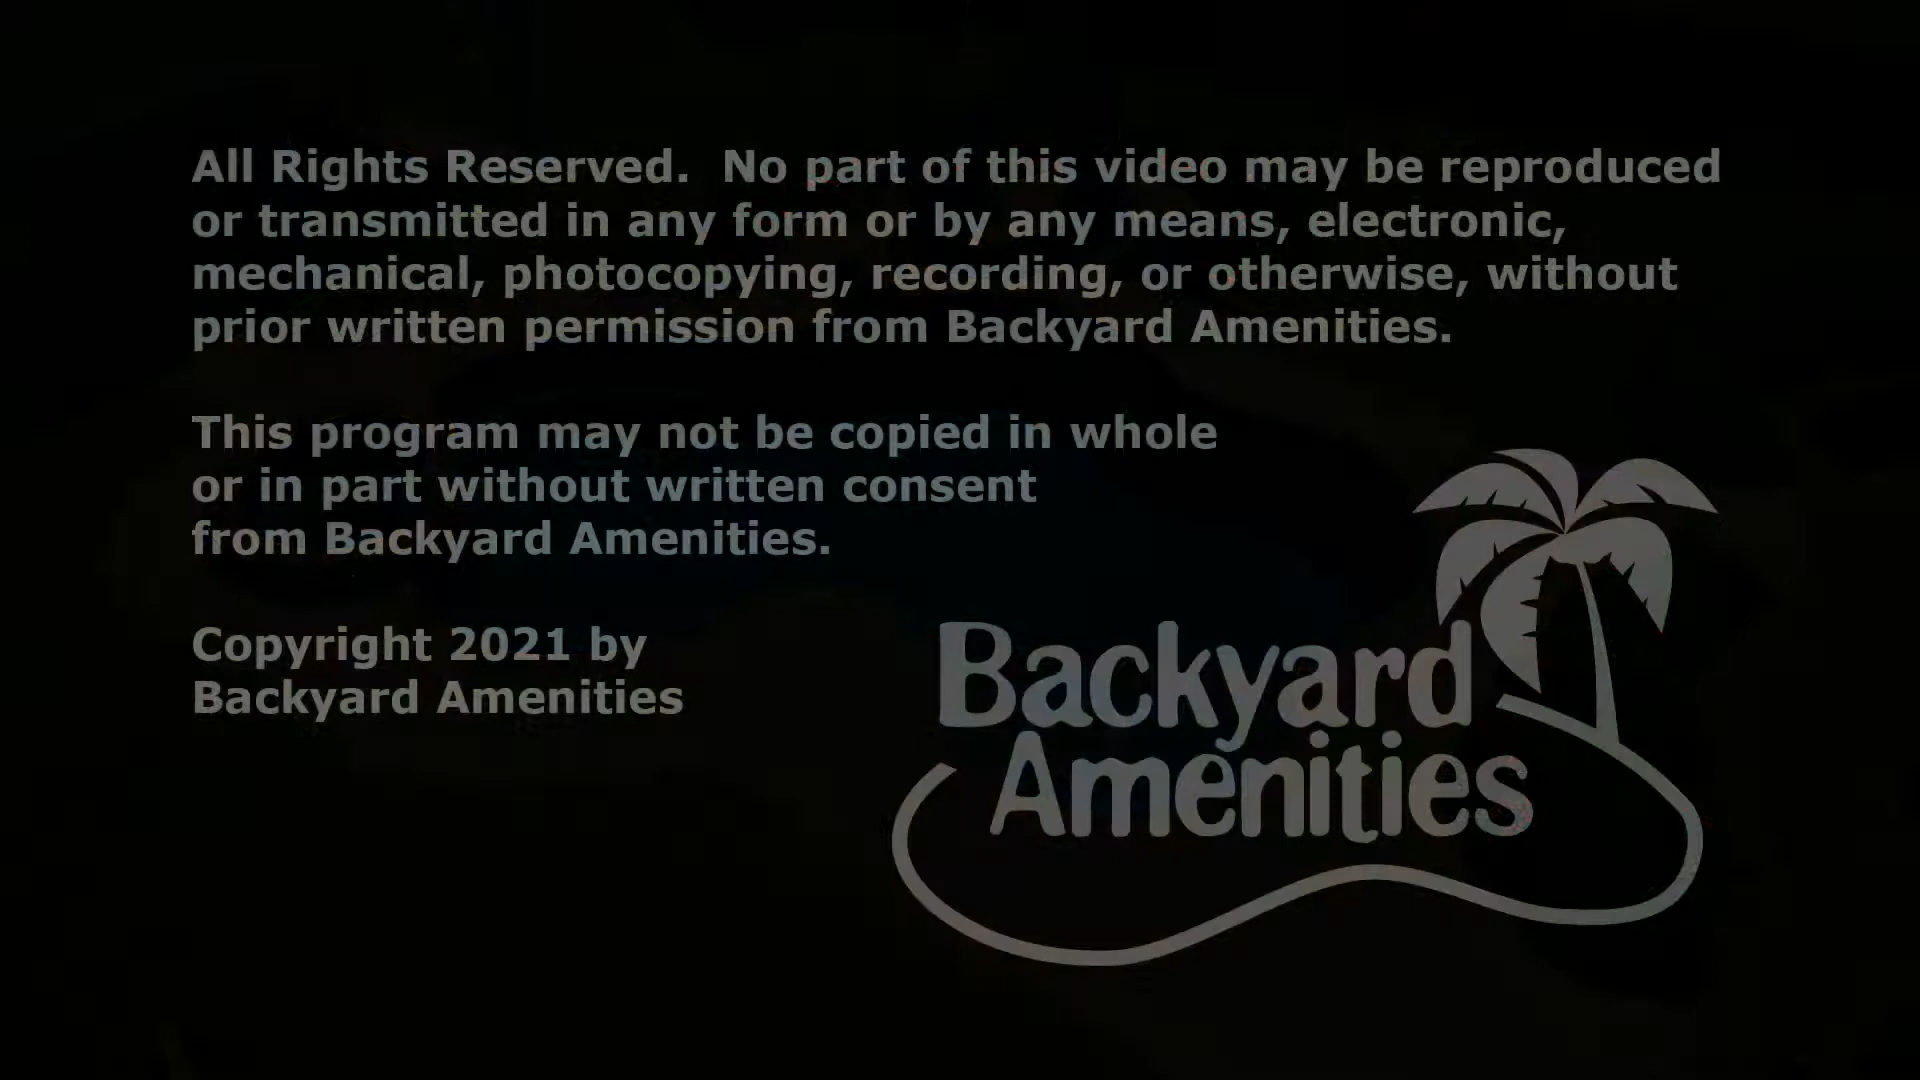 All Rights Reserved.  No part of this video may be reproduced
or transmitted in any form or by any means, electronic,
mechanical, photocopying, recording, or otherwise, without
prior written permission from Backyard Amenities.
This program may not be copied in whole
or in part without written consent
from Backyard Amenities.
Copyright 2021 by
Backyard Amenities
Backyard
Amenities